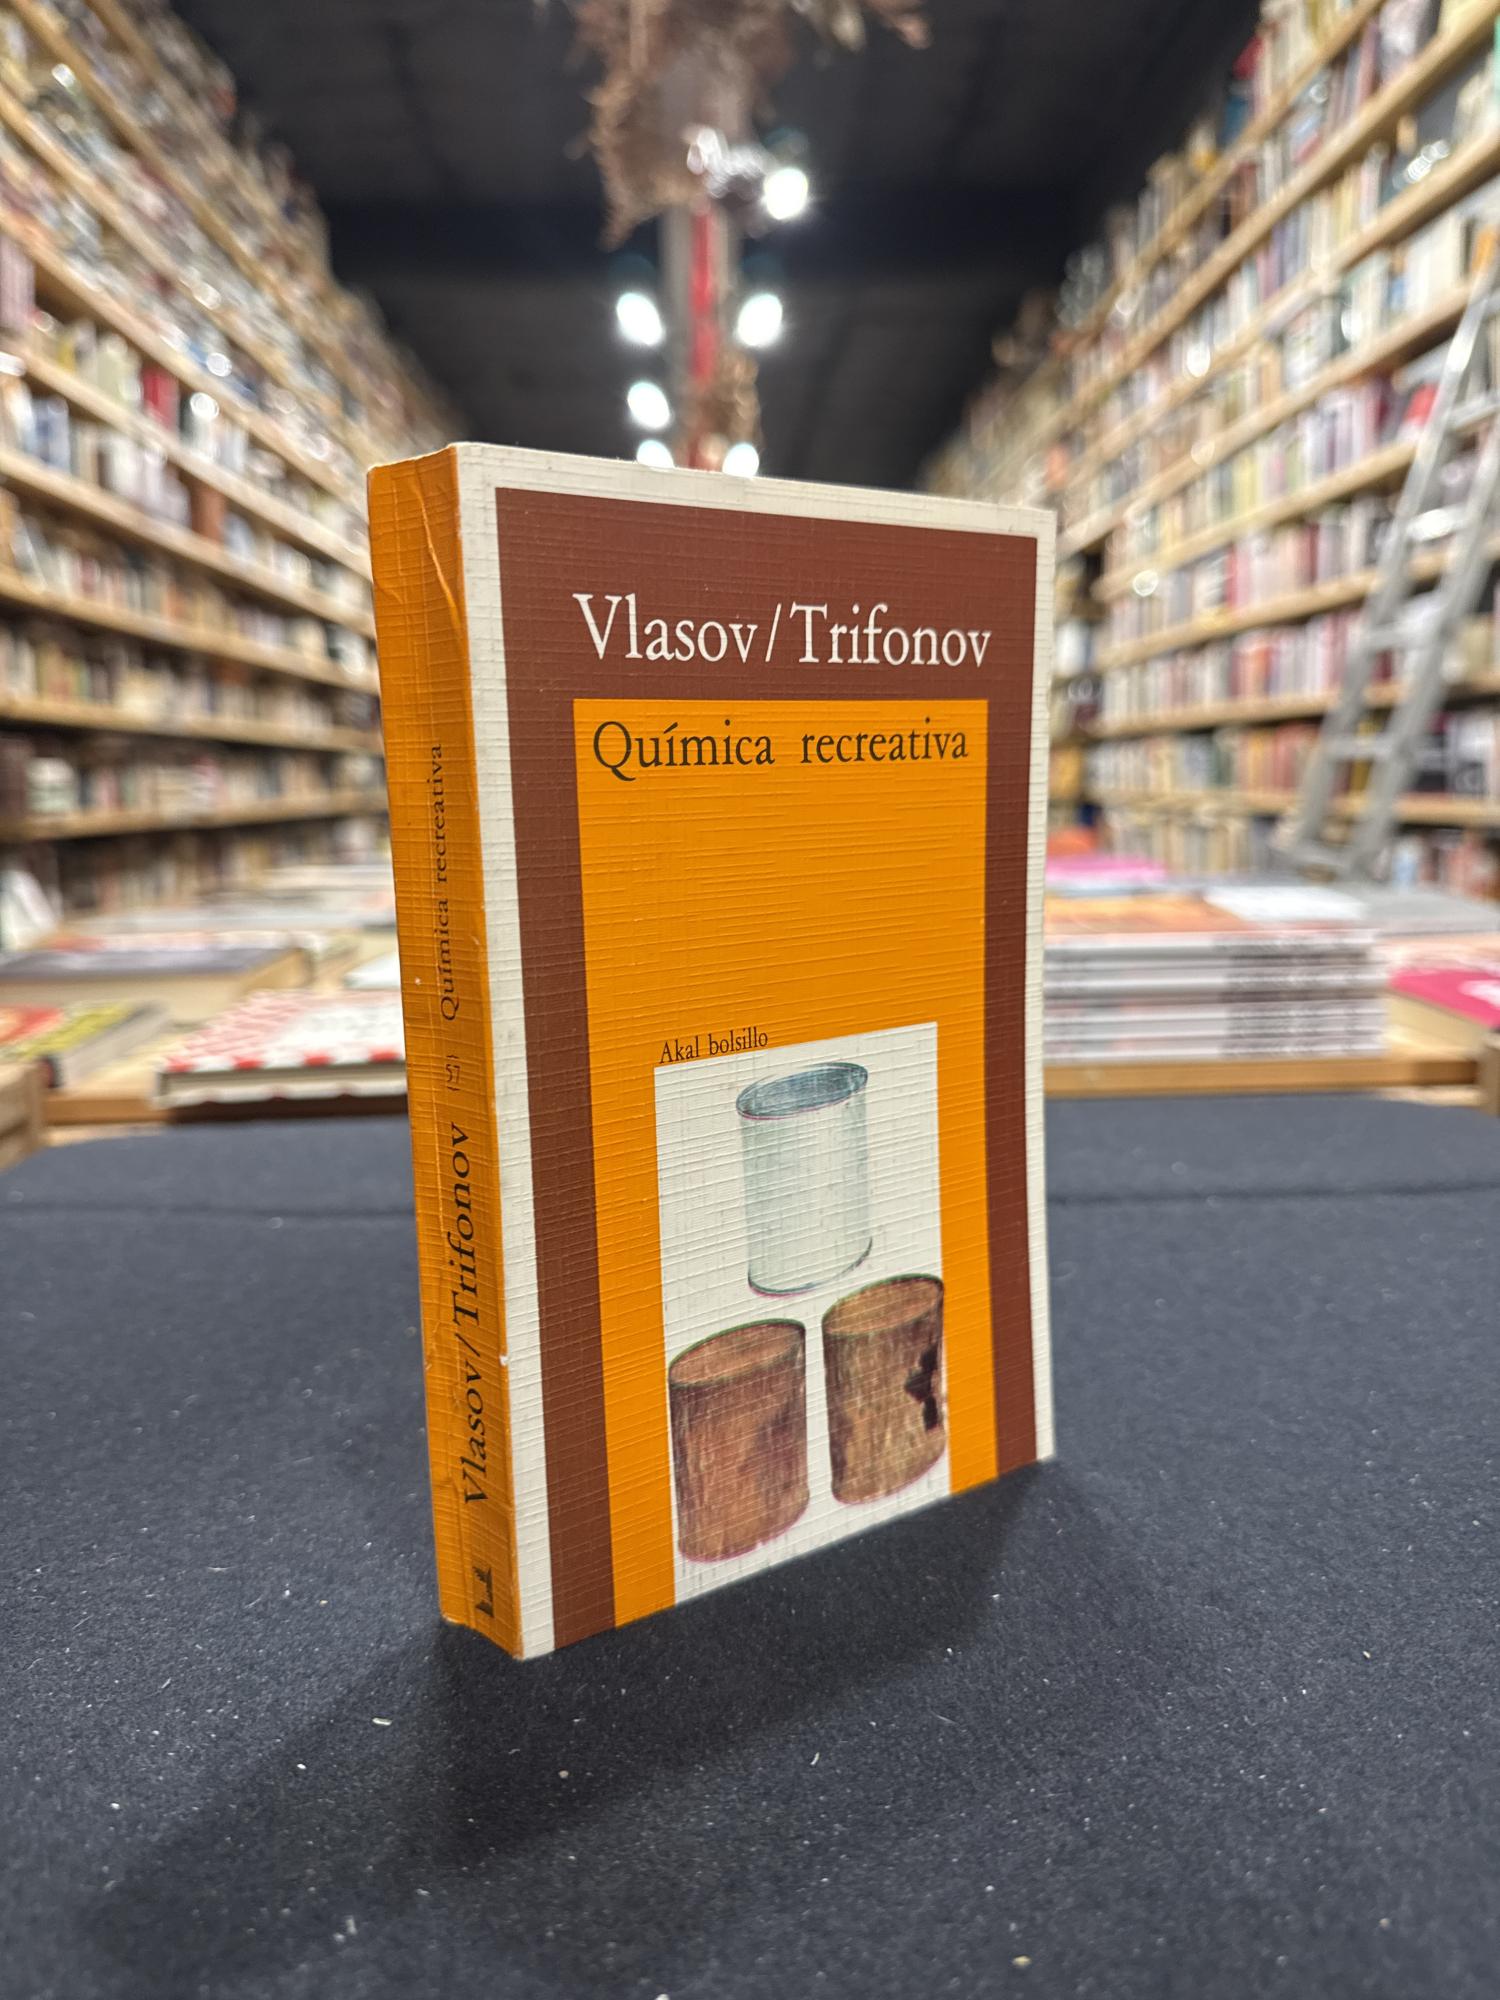 Vlasov/Trifonov
Química recreativa
Akal bolsillo
Vlasov/Trifonov 57 Química recreativa